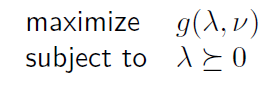 maximize g(λ, ν)
subject to λ ⪰ 0